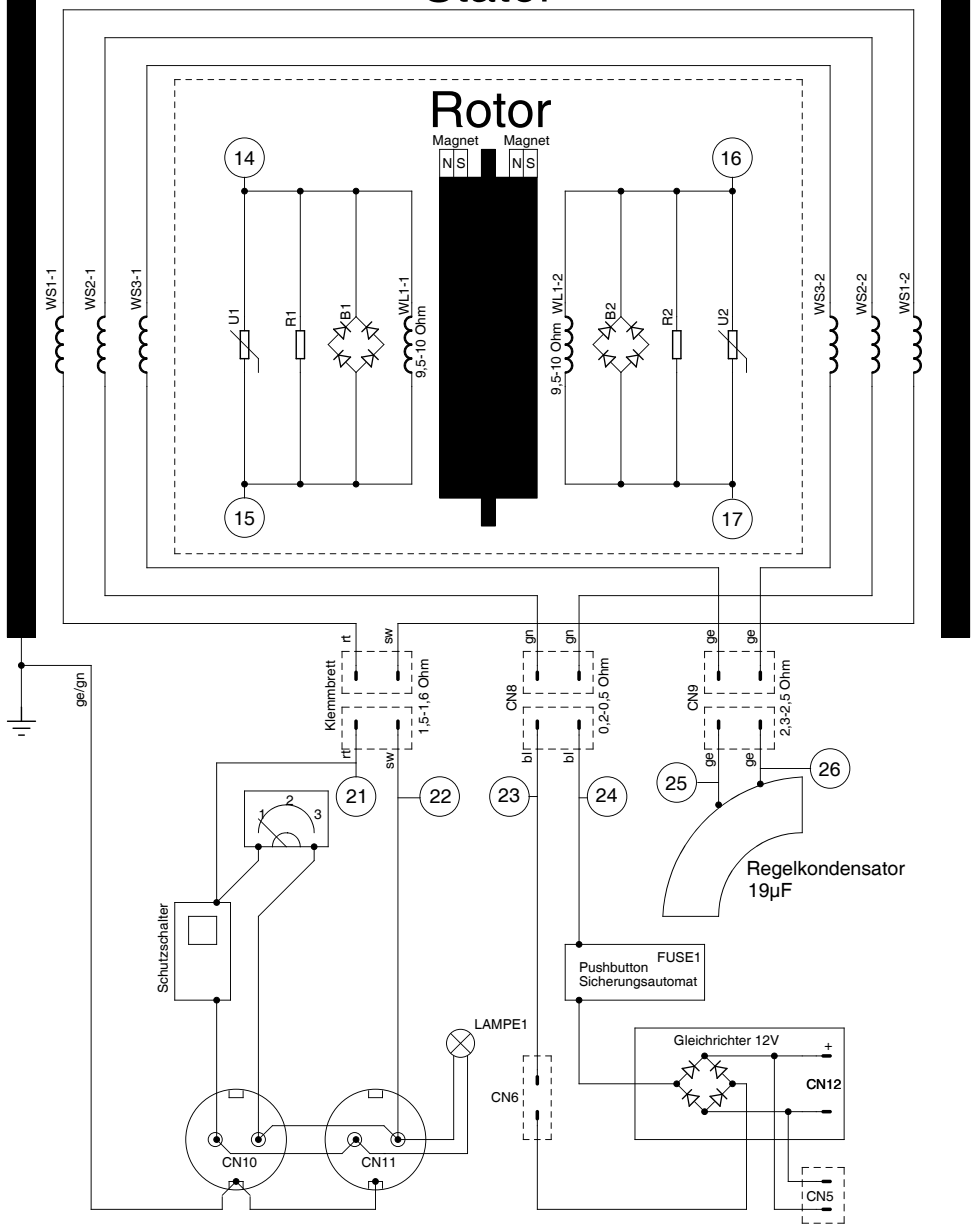 Rotor
Magnet
Magnet
N S
N S
14
16
WS1-1
WS2-1
WS3-1
U1
R1
B1
WL1-1
9,5-10 Ohm
WL1-2
9,5-10 Ohm
B2
R2
U2
WS3-2
WS2-2
WS1-2
15
17
rt
sw
gn
gn
ge
ge
ge/gn
Klemmbrett
1,5-1,6 Ohm
CN8
0,2-0,5 Ohm
CN9
2,3-2,5 Ohm
rt
sw
bl
bl
ge
ge
21
22
23
24
25
26
1
2
3
Regelkondensator
19µF
Schutzschalter
FUSE1
Pushbutton
Sicherungsautomat
LAMPE1
Gleichrichter 12V
+
CN12
CN6
CN10
CN11
CN5